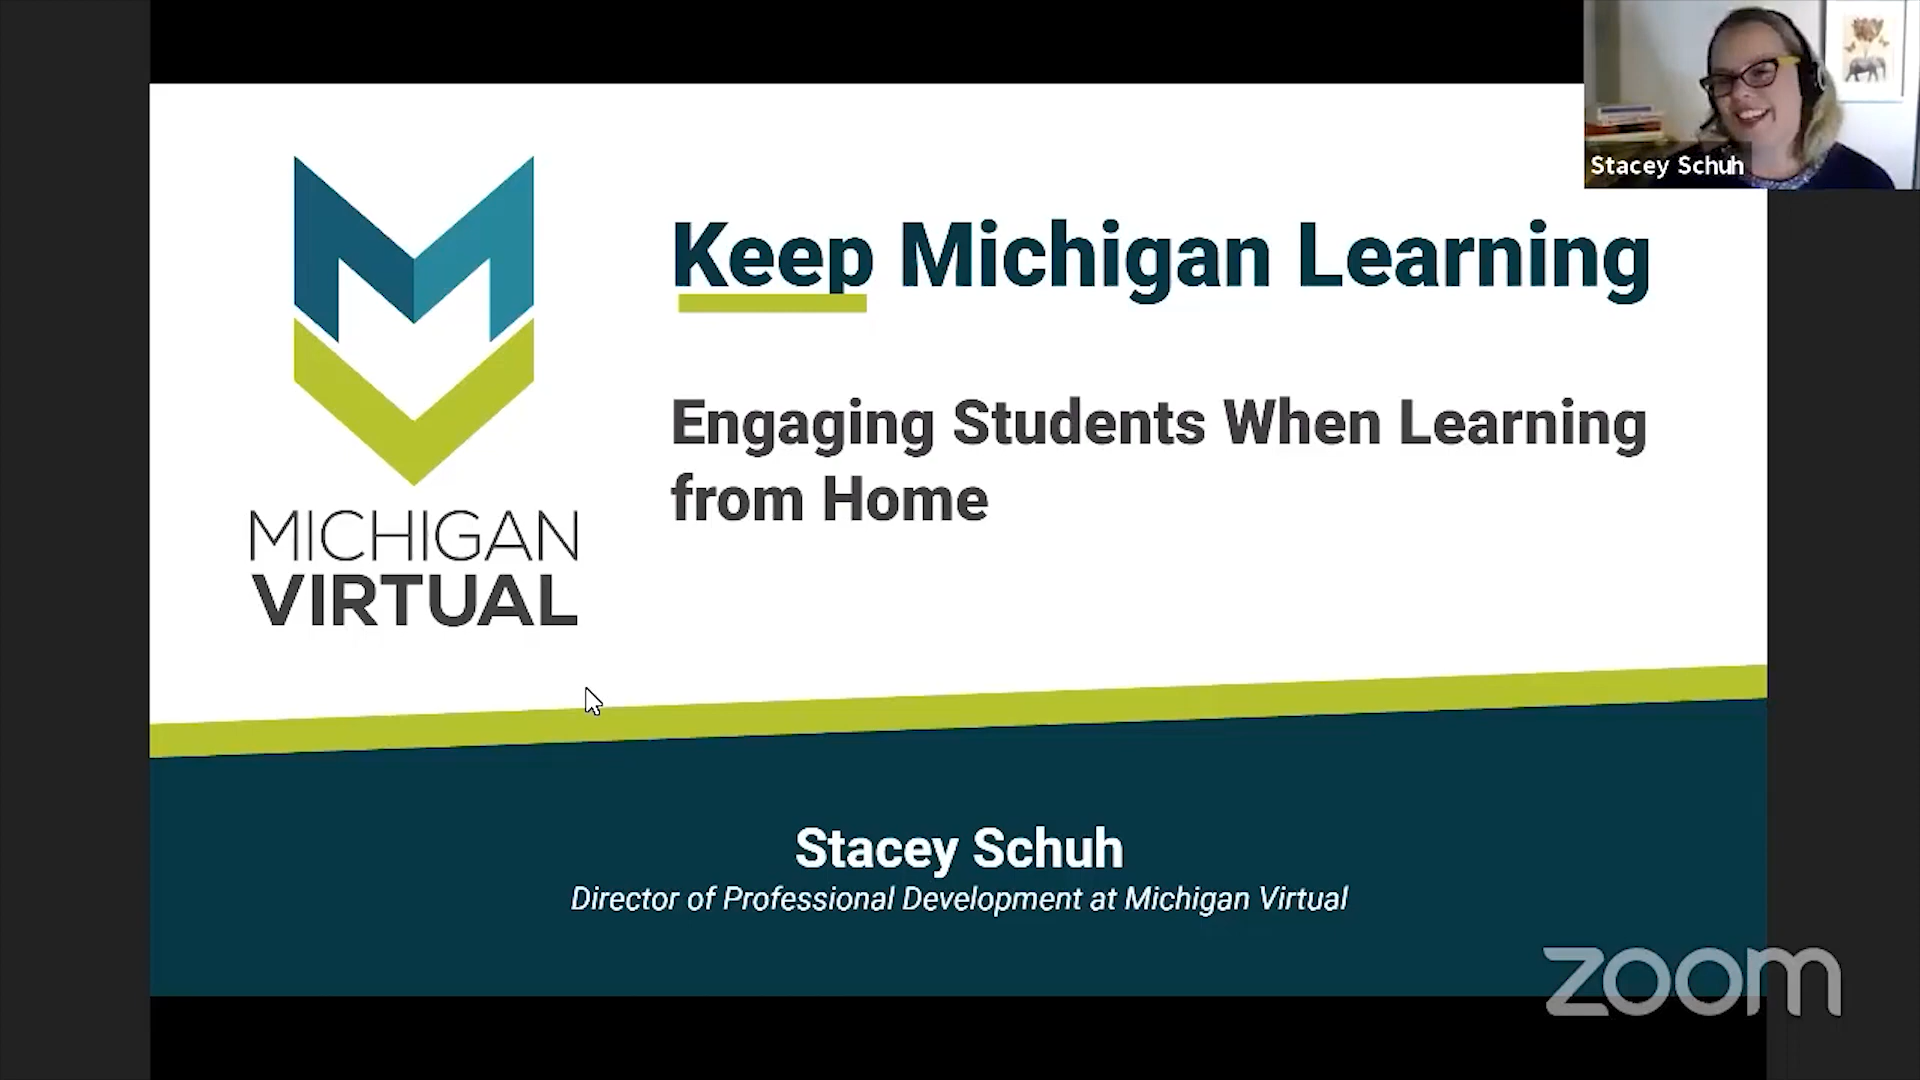 Stacey Schuh
Keep Michigan Learning
Engaging Students When Learning
from Home
MICHIGAN
VIRTUAL
Stacey Schuh
Director of Professional Development at Michigan Virtual
zoom